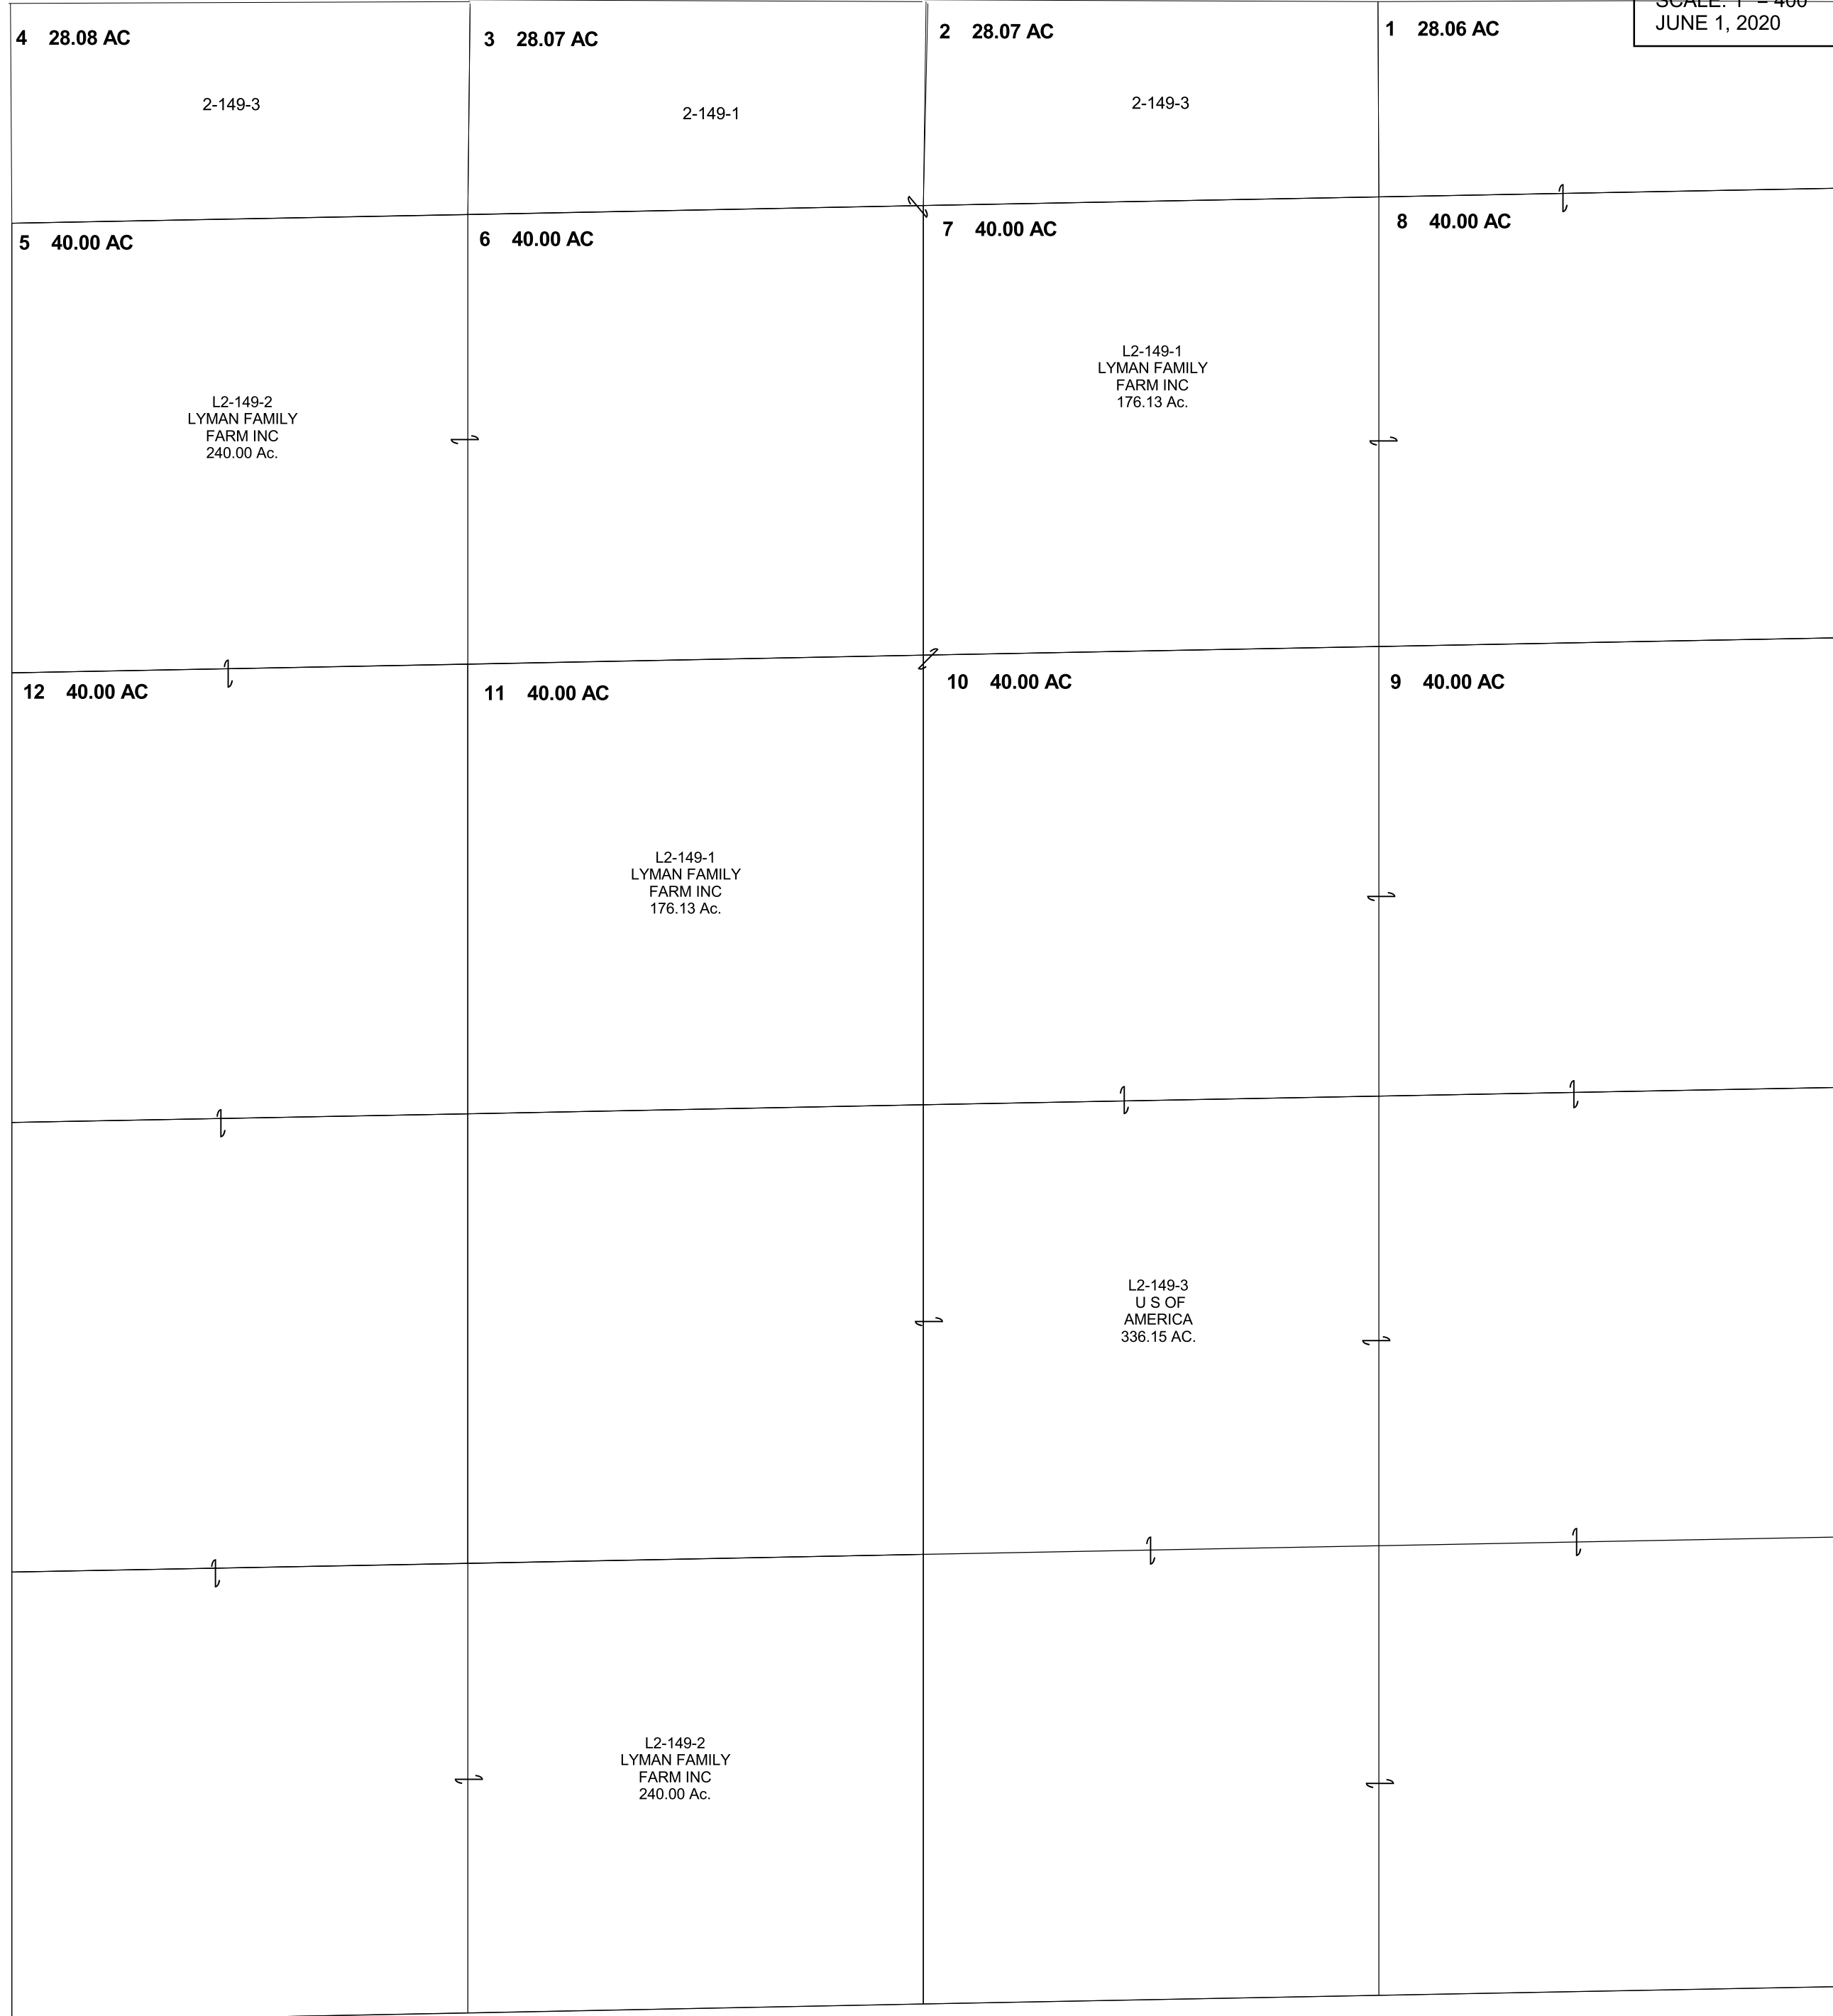 4 28.08 AC
3 28.07 AC
2 28.07 AC
1 28.06 AC
JUNE 1, 2020
2-149-3
2-149-1
2-149-3
5 40.00 AC
6 40.00 AC
7 40.00 AC
8 40.00 AC
L2-149-2
LYMAN FAMILY
FARM INC
240.00 Ac.
L2-149-1
LYMAN FAMILY
FARM INC
176.13 Ac.
12 40.00 AC
11 40.00 AC
10 40.00 AC
9 40.00 AC
L2-149-1
LYMAN FAMILY
FARM INC
176.13 Ac.
L2-149-3
U S OF
AMERICA
336.15 AC.
L2-149-2
LYMAN FAMILY
FARM INC
240.00 Ac.